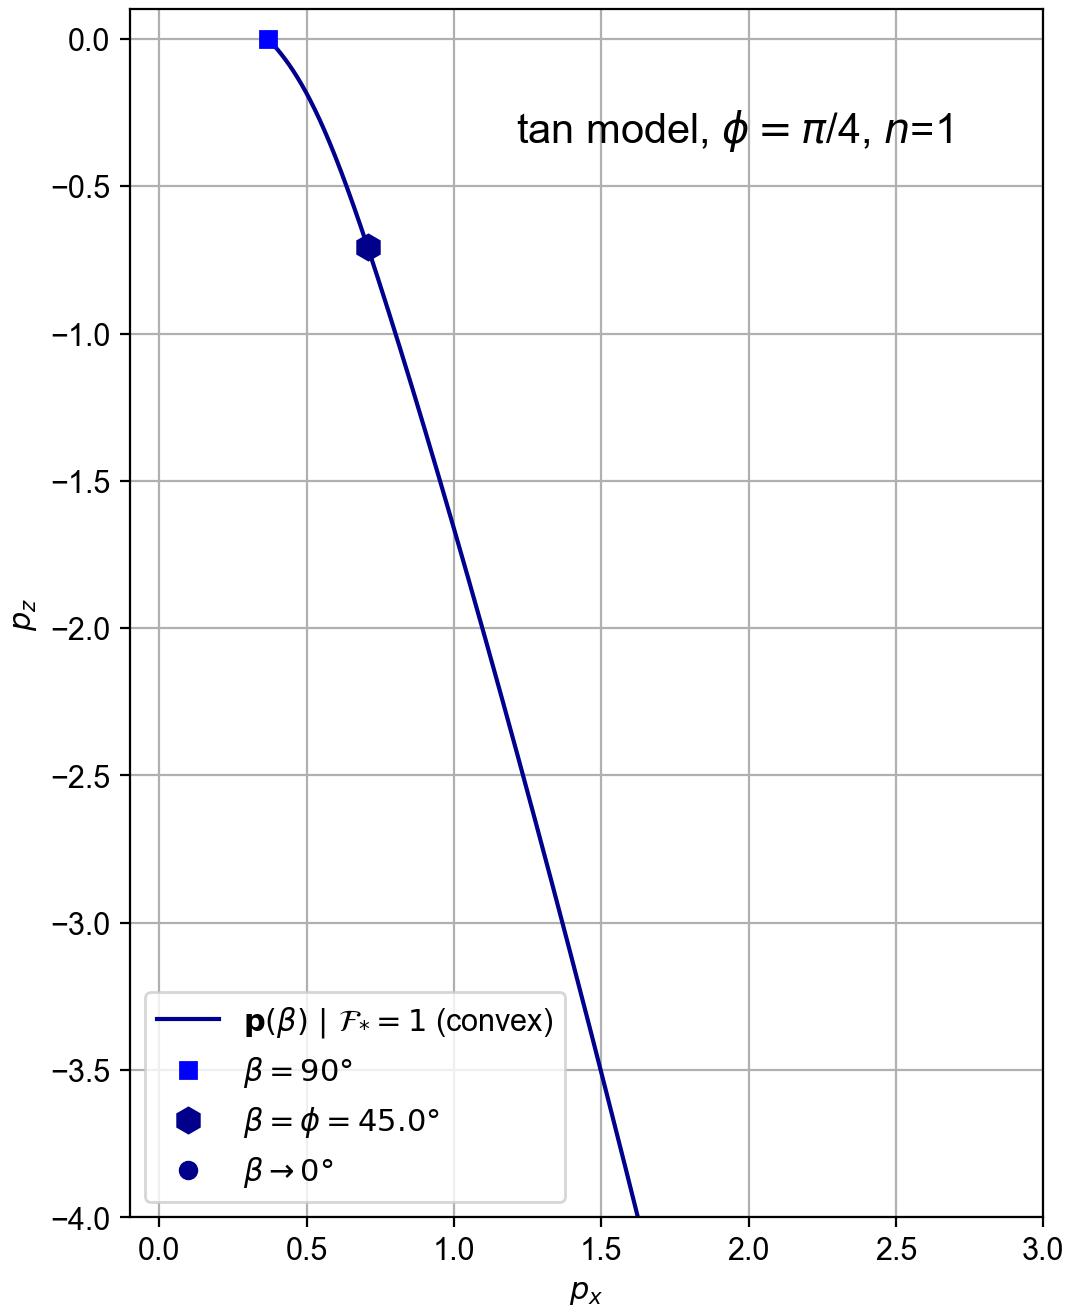 0.0
tan model, ϕ = π/4, n=1
−0.5
−1.0
−1.5
−2.0
−2.5
−3.0
−3.5
−4.0
p_z
p(β) | ℱ* = 1 (convex)
β = 90°
β = ϕ = 45.0°
β → 0°
0.0 0.5 1.0 1.5 2.0 2.5 3.0
p_x